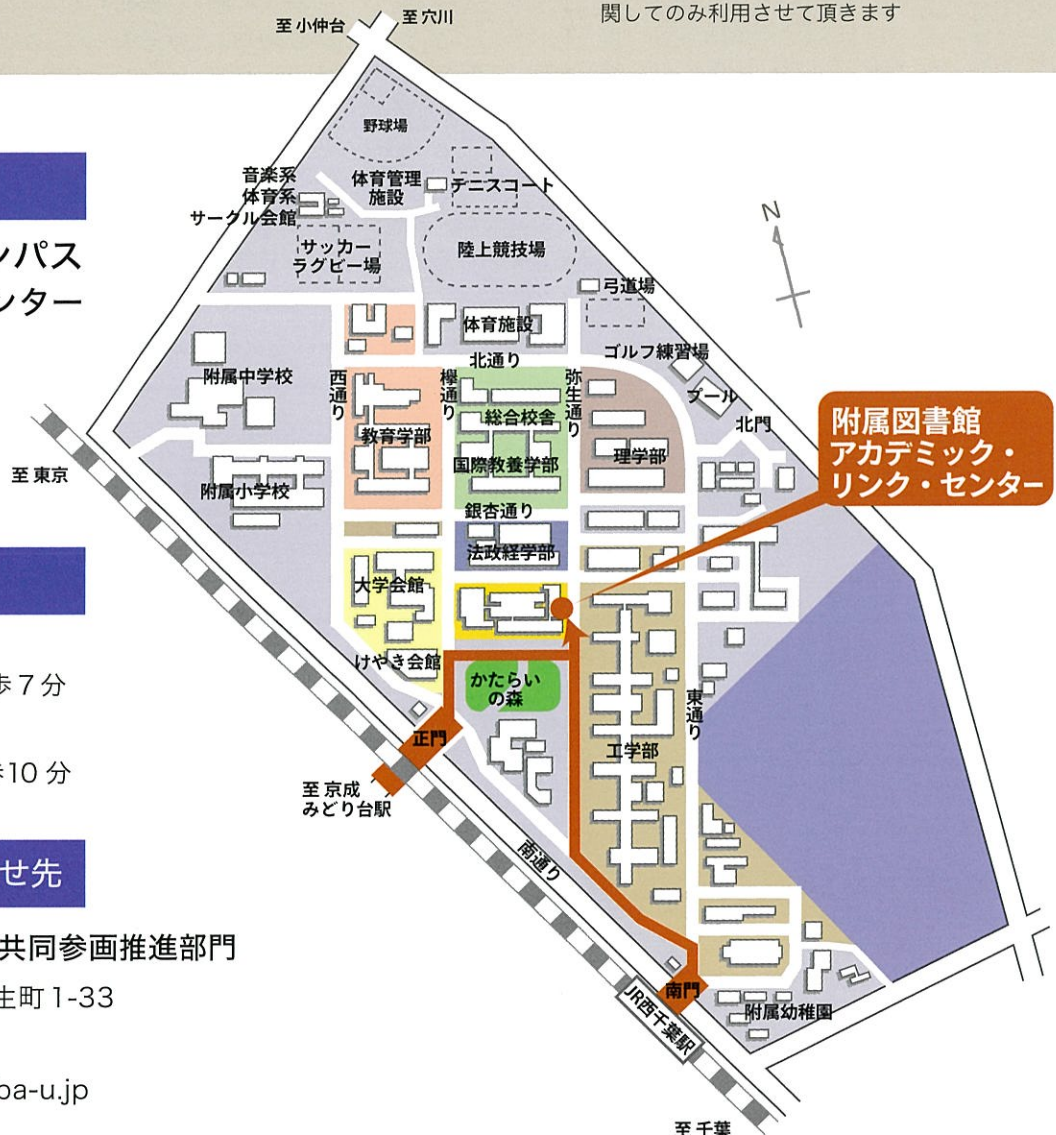 関してのみ利用させて頂きます
至 小仲台
至 穴川
野球場
音楽系
体育系
サークル会館
体育管理
施設
テニスコート
N
ンパス
ンター
サッカー
ラグビー場
陸上競技場
弓道場
体育施設
ゴルフ練習場
北通り
附属中学校
西通り
欅通り
弥生通り
プール
北門
総合校舎
教育学部
国際教養学部
理学部
附属図書館
アカデミック・
リンク・センター
至 東京
附属小学校
銀杏通り
法政経学部
大学会館
けやき会館
かたらい
の森
歩 7 分
東通り
正門
工学部
歩10 分
至 京成
みどり台駅
南通り
せ先
共同参画推進部門
生町 1-33
南門
JR西千葉駅
附属幼稚園
ba-u.jp
至 千葉